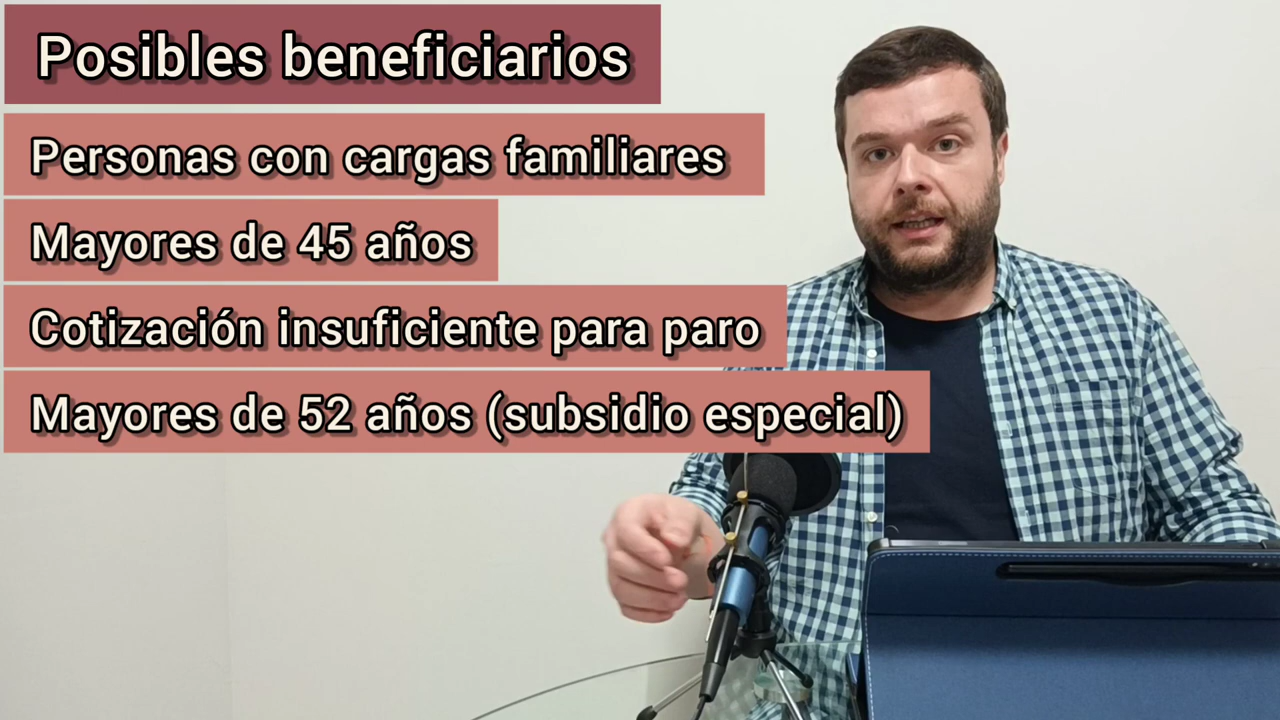 Posibles beneficiarios
Personas con cargas familiares
Mayores de 45 años
Cotización insuficiente para paro
Mayores de 52 años (subsidio especial)